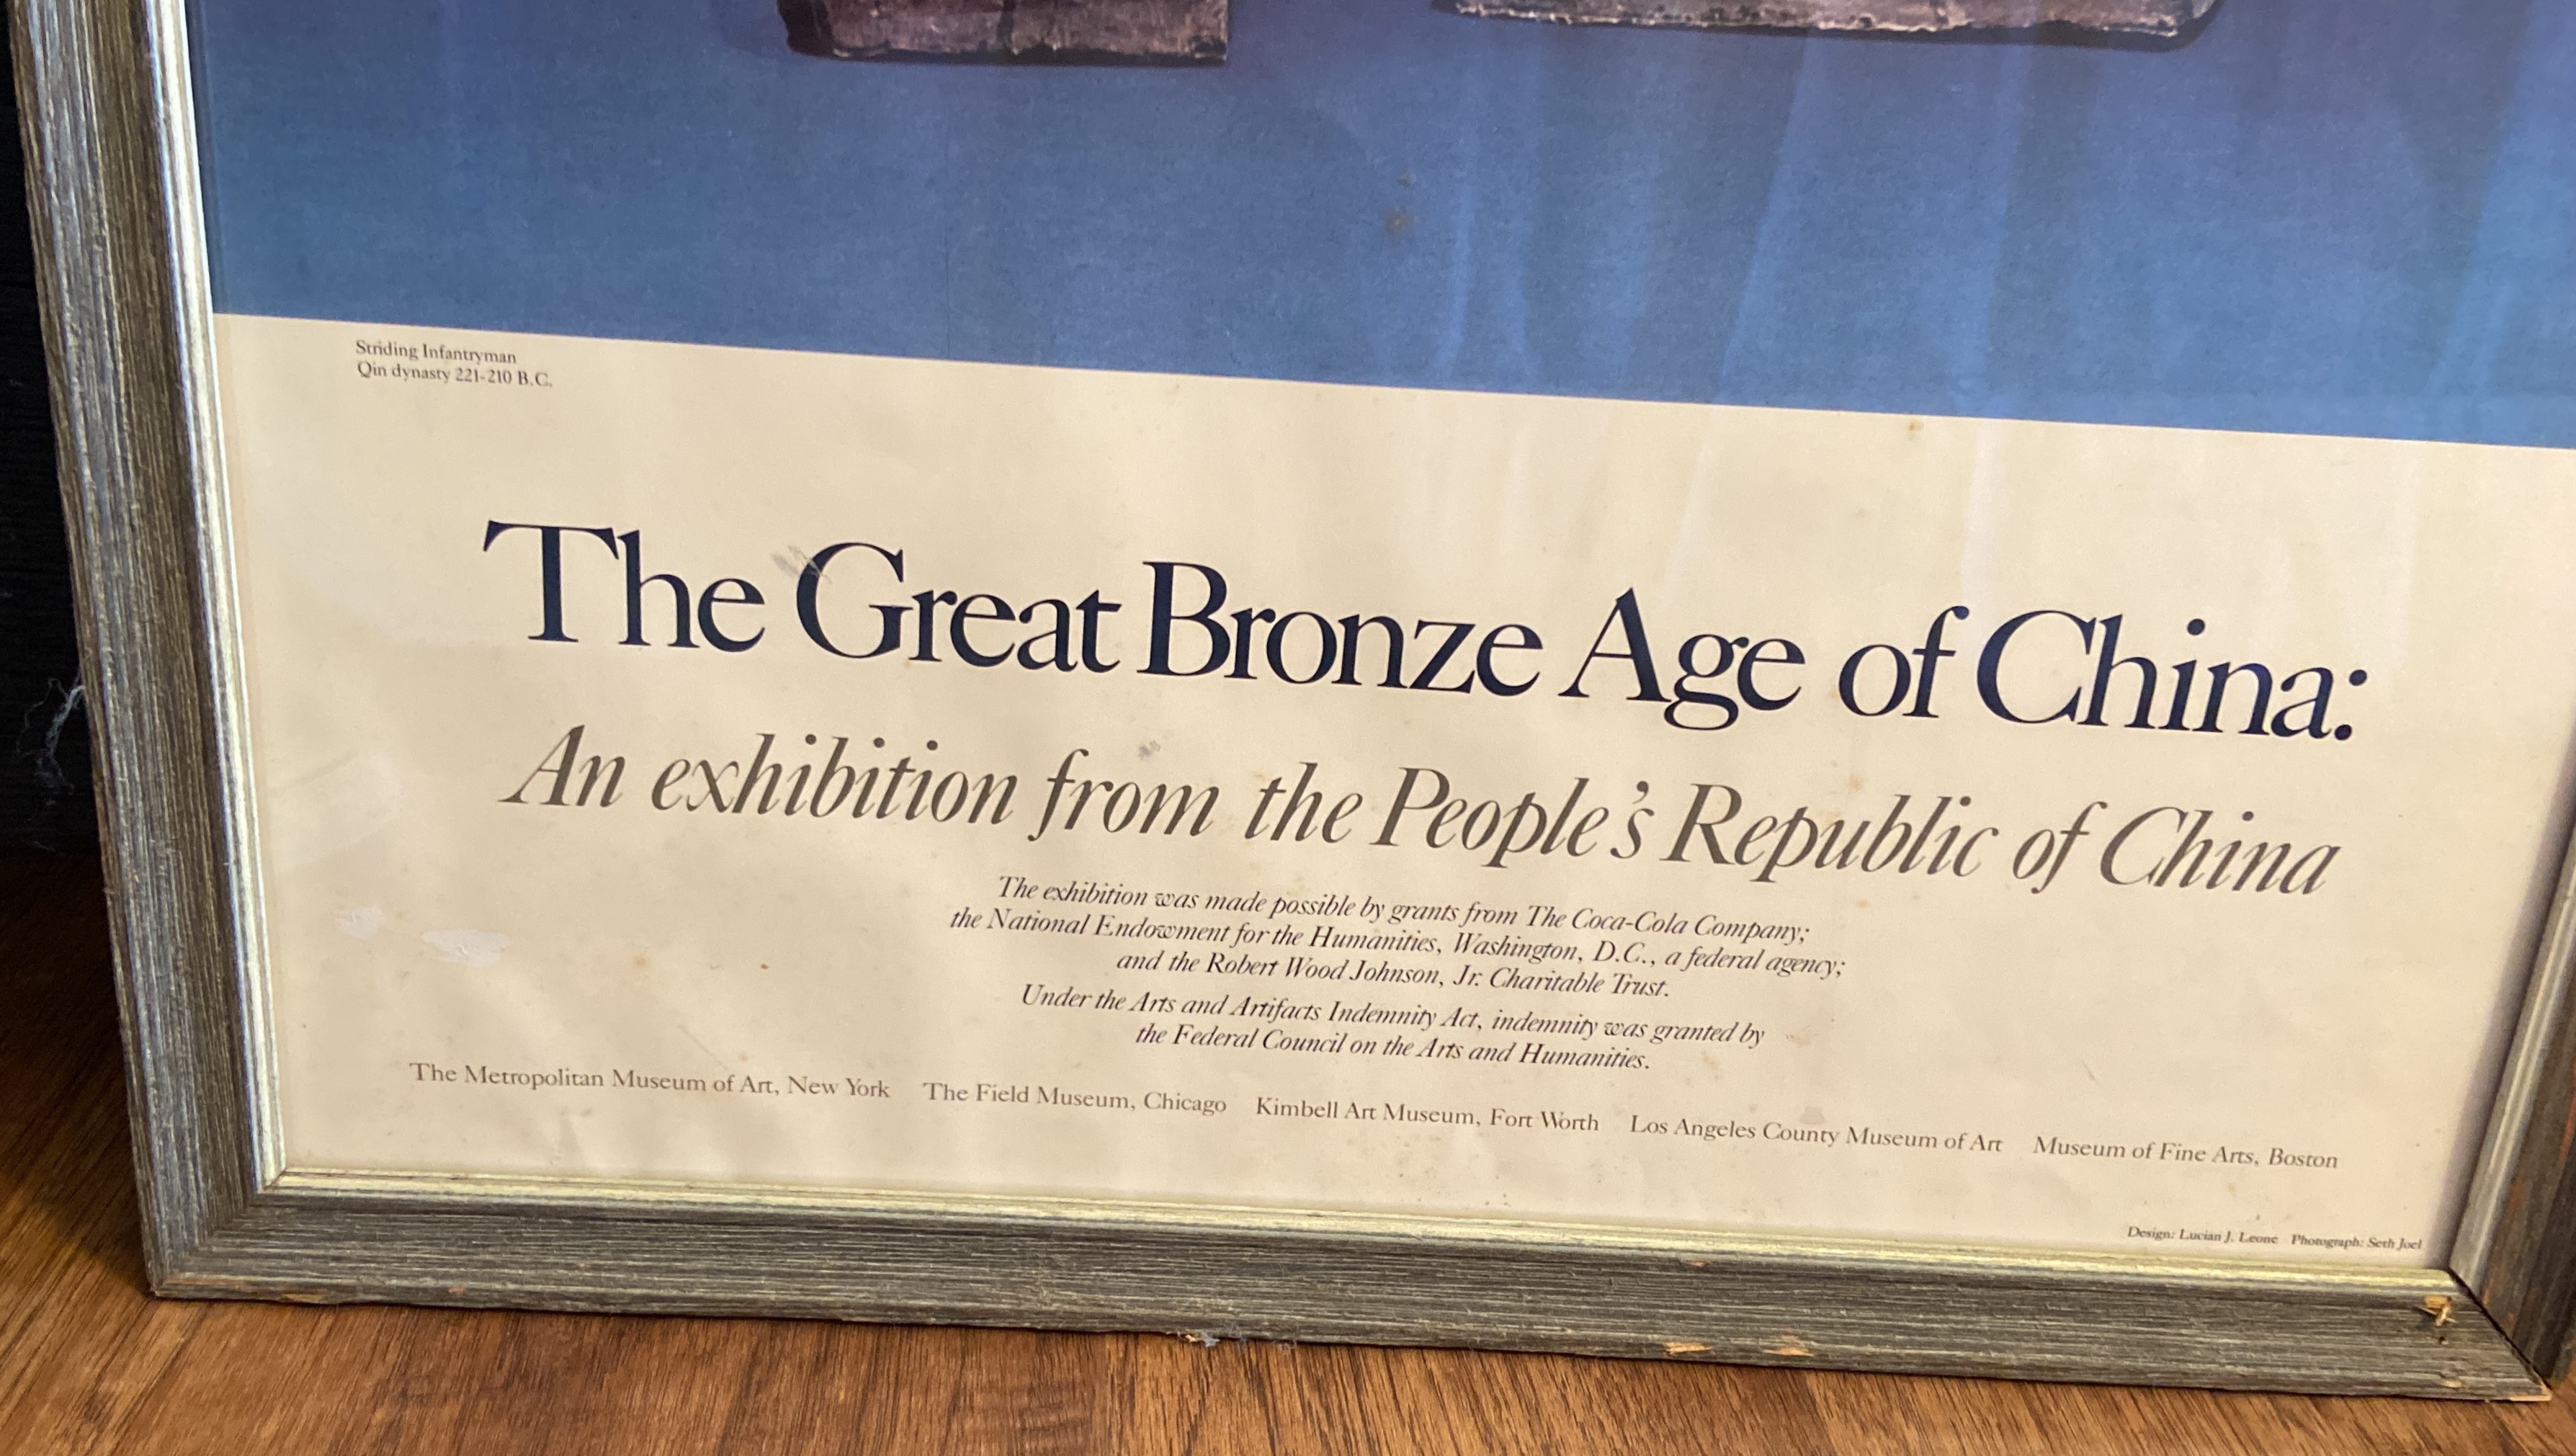 Striding Infantryman
Qin dynasty 221-210 B.C.
The Great Bronze Age of China:
An exhibition from the People's Republic of China
The exhibition was made possible by grants from The Coca-Cola Company;
the National Endowment for the Humanities, Washington, D.C., a federal agency;
and the Robert Wood Johnson, Jr. Charitable Trust.
Under the Arts and Artifacts Indemnity Act, indemnity was granted by
the Federal Council on the Arts and Humanities.
The Metropolitan Museum of Art, New York The Field Museum, Chicago Kimbell Art Museum, Fort Worth Los Angeles County Museum of Art Museum of Fine Arts, Boston
Design: Lucian J. Leone Photograph: Seth Joel